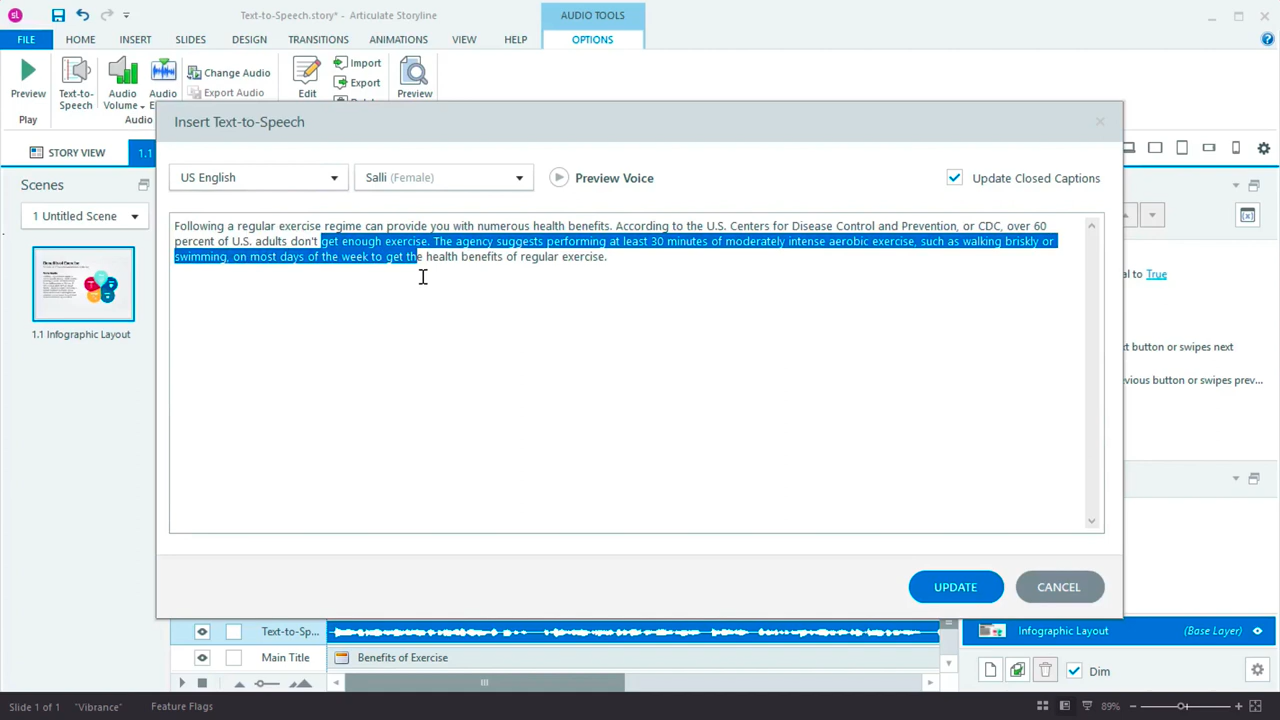 sl
Text-to-Speech.story* - Articulate Storyline
AUDIO TOOLS
FILE HOME INSERT SLIDES DESIGN TRANSITIONS ANIMATIONS VIEW HELP OPTIONS
Preview
Play
Text-to-
Speech
Audio
Volume
Audio
Change Audio
Export Audio
Audio
Edit
Import
Export
Preview
STORY VIEW
1.1
Scenes
1 Untitled Scene
1.1 Infographic Layout
Insert Text-to-Speech
US English
Salli (Female)
Preview Voice
Update Closed Captions
Following a regular exercise regime can provide you with numerous health benefits. According to the U.S. Centers for Disease Control and Prevention, or CDC, over 60
percent of U.S. adults don't get enough exercise. The agency suggests performing at least 30 minutes of moderately intense aerobic exercise, such as walking briskly or
swimming, on most days of the week to get the health benefits of regular exercise.
UPDATE
CANCEL
al to True
xt button or swipes next
evious button or swipes prev...
Text-to-Sp...
Main Title
Benefits of Exercise
Infographic Layout
(Base Layer)
Dim
Slide 1 of 1
"Vibrance"
Feature Flags
89%